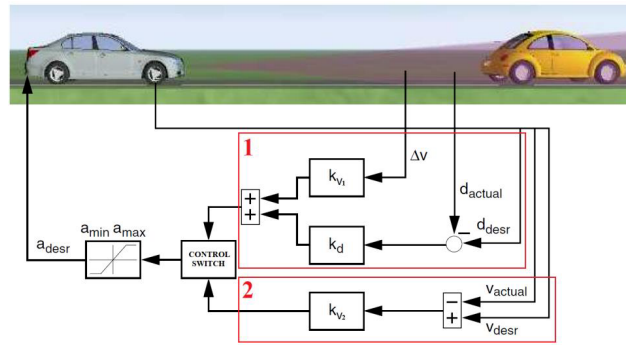 1
Δv
k_v₁
+
+
d_actual
−
d_desr
k_d
a_min a_max
a_desr
CONTROL
SWITCH
2
k_v₂
−
+
v_actual
v_desr